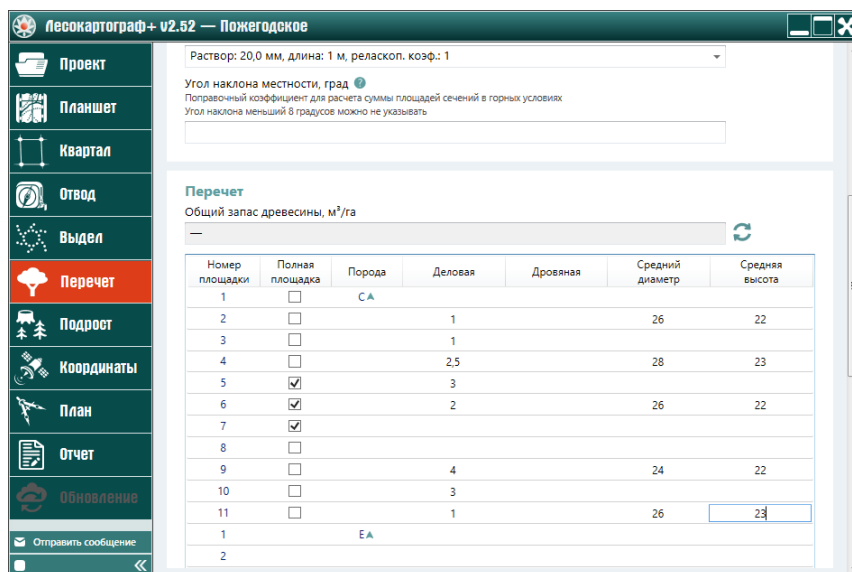 Лесокартограф+ v2.52 — Пожегодское
Проект
Планшет
Квартал
Отвод
Выдел
Перечет
Подрост
Координаты
План
Отчет
Обновление
Отправить сообщение
Раствор: 20,0 мм, длина: 1 м, реласкоп. коэф.: 1
Угол наклона местности, град ?
Поправочный коэффициент для расчета суммы площадей сечений в горных условиях
Угол наклона меньший 8 градусов можно не указывать
Перечет
Общий запас древесины, м³/га
—
Номер площадки Полная площадка Порода Деловая Дровяная Средний диаметр Средняя высота
1 С
2 1 26 22
3 1
4 2,5 28 23
5 3
6 2 26 22
7
8
9 4 24 22
10 3
11 1 26 23
1 Е
2